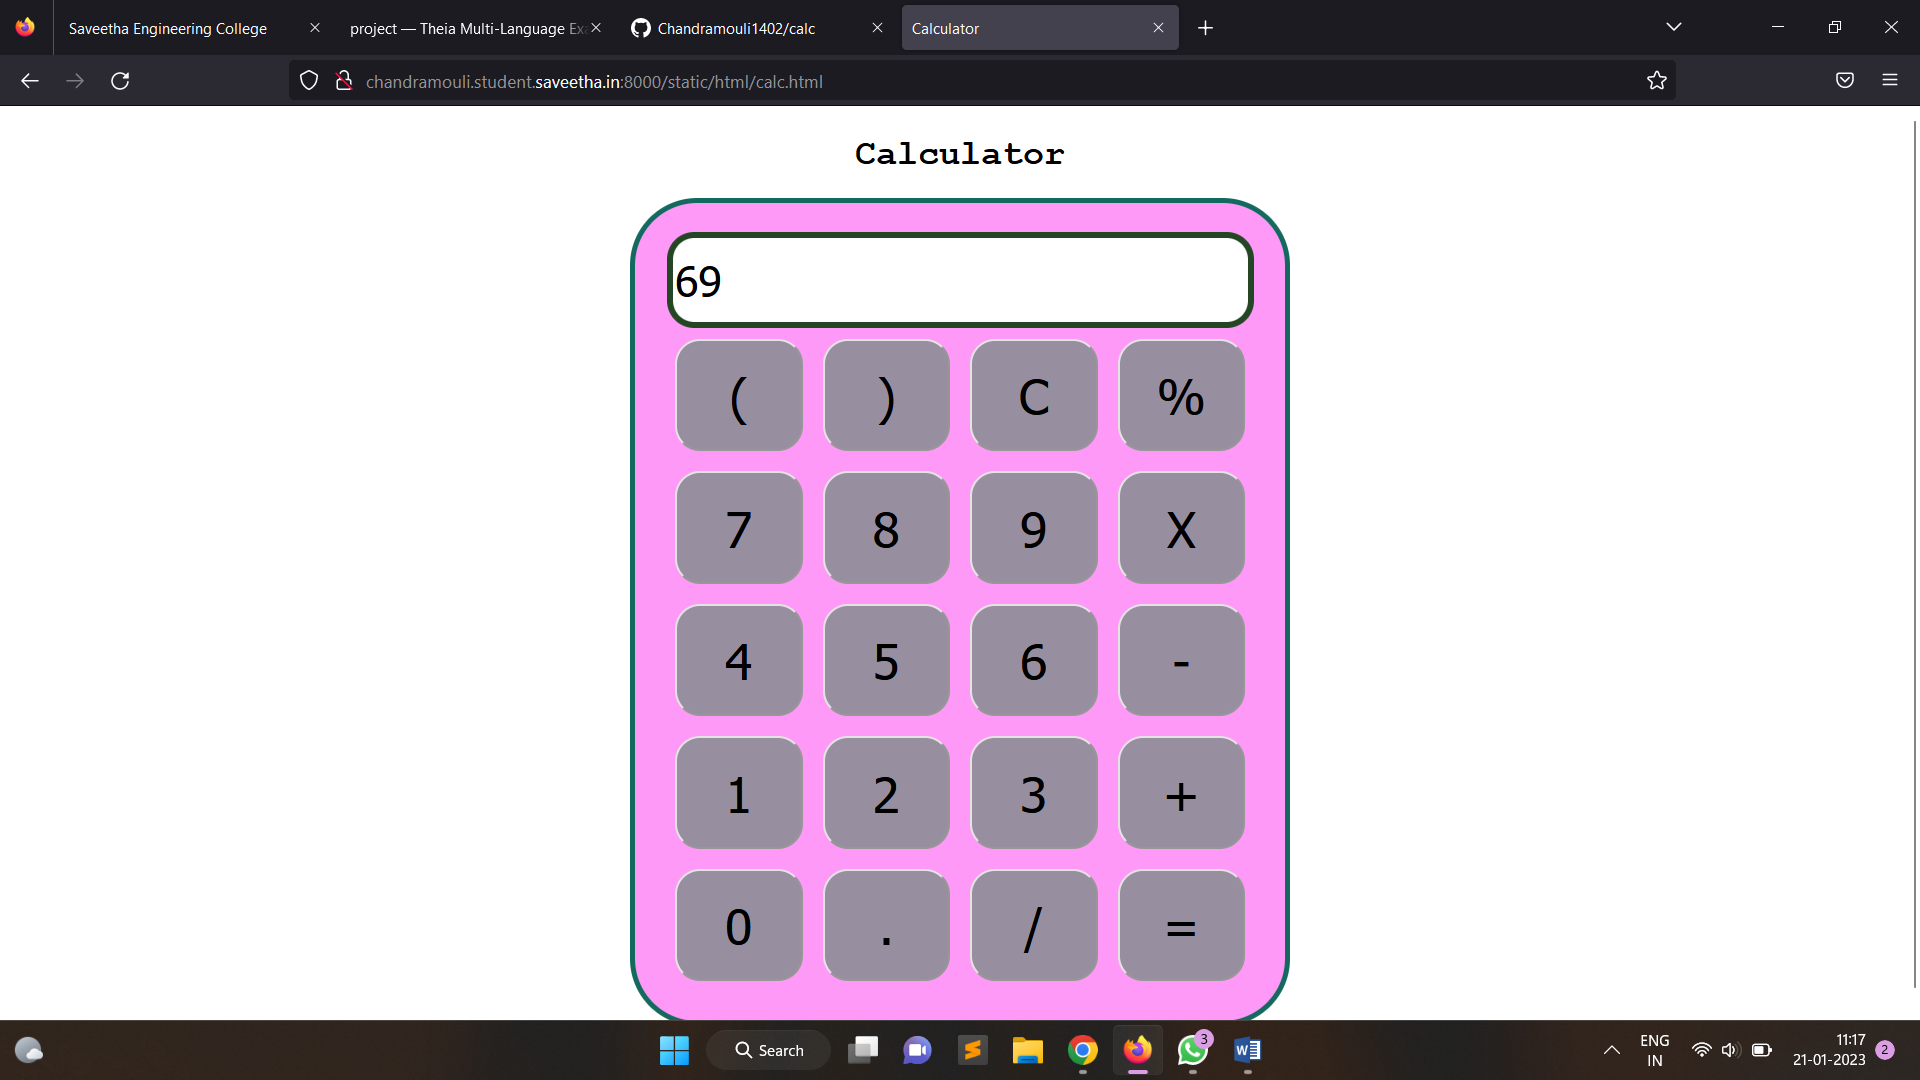 Saveetha Engineering College
project — Theia Multi-Language Ex
Chandramouli1402/calc
Calculator
chandramouli.student.saveetha.in:8000/static/html/calc.html
Calculator
69
( ) C %
7 8 9 X
4 5 6 -
1 2 3 +
0 . / =
Search
3
ENG
IN
11:17
21-01-2023
2